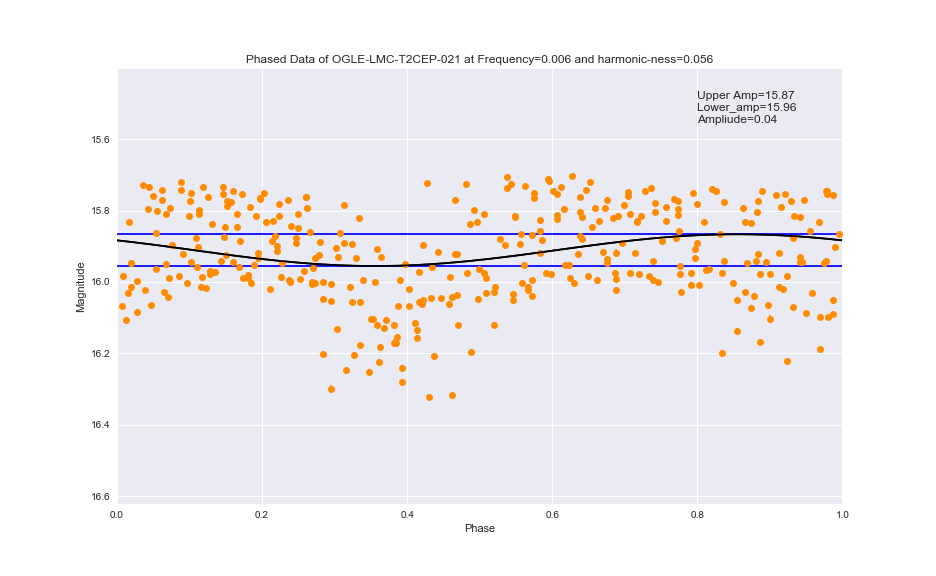 Phased Data of OGLE-LMC-T2CEP-021 at Frequency=0.006 and harmonic-ness=0.056
Upper Amp=15.87
Lower_amp=15.96
Ampliude=0.04
15.6
15.8
16.0
16.2
16.4
16.6
Magnitude
0.0 0.2 0.4 0.6 0.8 1.0
Phase